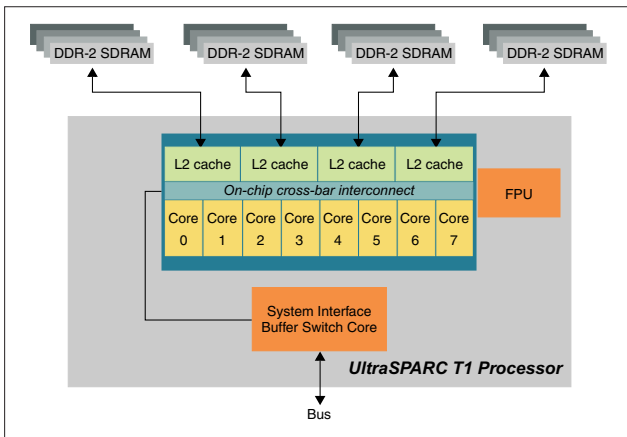 DDR-2 SDRAM DDR-2 SDRAM DDR-2 SDRAM DDR-2 SDRAM
L2 cache L2 cache L2 cache L2 cache
On-chip cross-bar interconnect
FPU
Core Core Core Core Core Core Core Core
0 1 2 3 4 5 6 7
System Interface
Buffer Switch Core
UltraSPARC T1 Processor
Bus